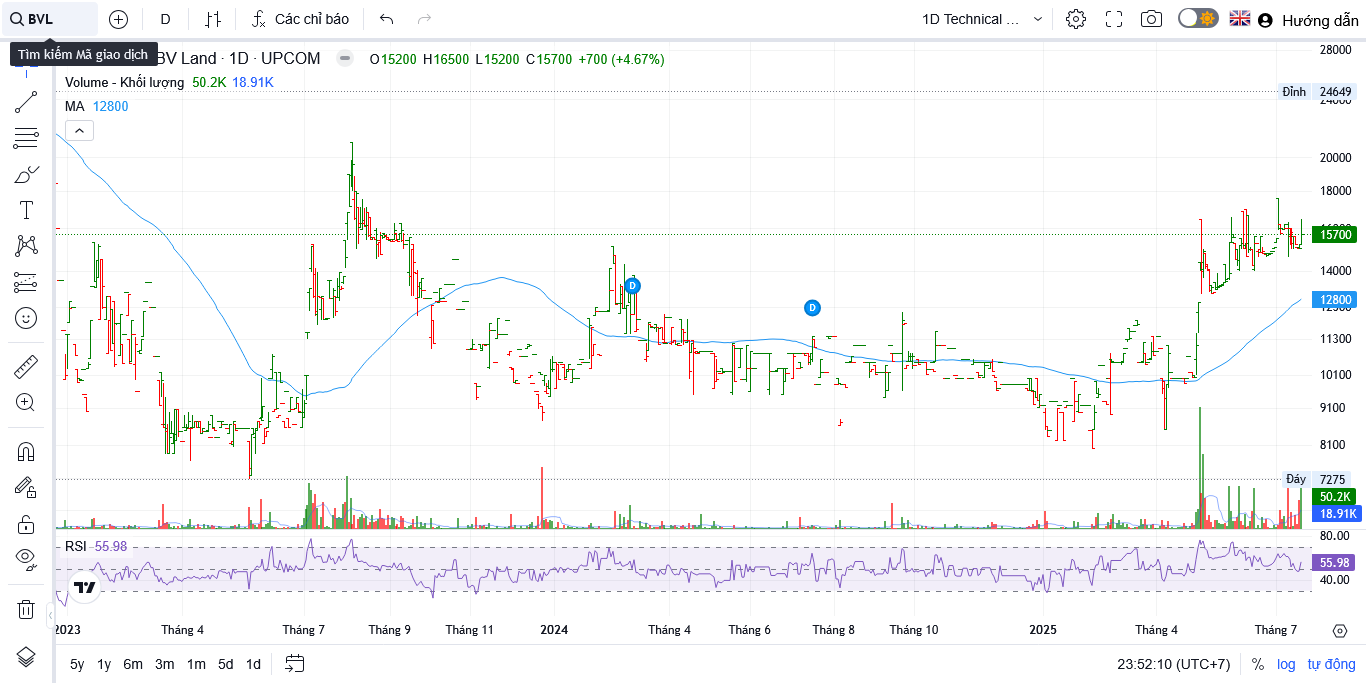 BVL
D
Các chỉ báo
1D Technical ...
Hướng dẫn
Tìm kiếm Mã giao dịch
BV Land · 1D · UPCOM
O15200 H16500 L15200 C15700 +700 (+4.67%)
Volume - Khối lượng 50.2K 18.91K
MA 12800
28000
Đỉnh 24649
24000
20000
18000
15700
14000
12800
11300
10100
9100
8100
Đáy 7275
50.2K
18.91K
D
D
RSI 55.98
80.00
55.98
40.00
2023 Tháng 4 Tháng 7 Tháng 9 Tháng 11 2024 Tháng 4 Tháng 6 Tháng 8 Tháng 10 2025 Tháng 4 Tháng 7
5y 1y 6m 3m 1m 5d 1d
23:52:10 (UTC+7) % log tự động